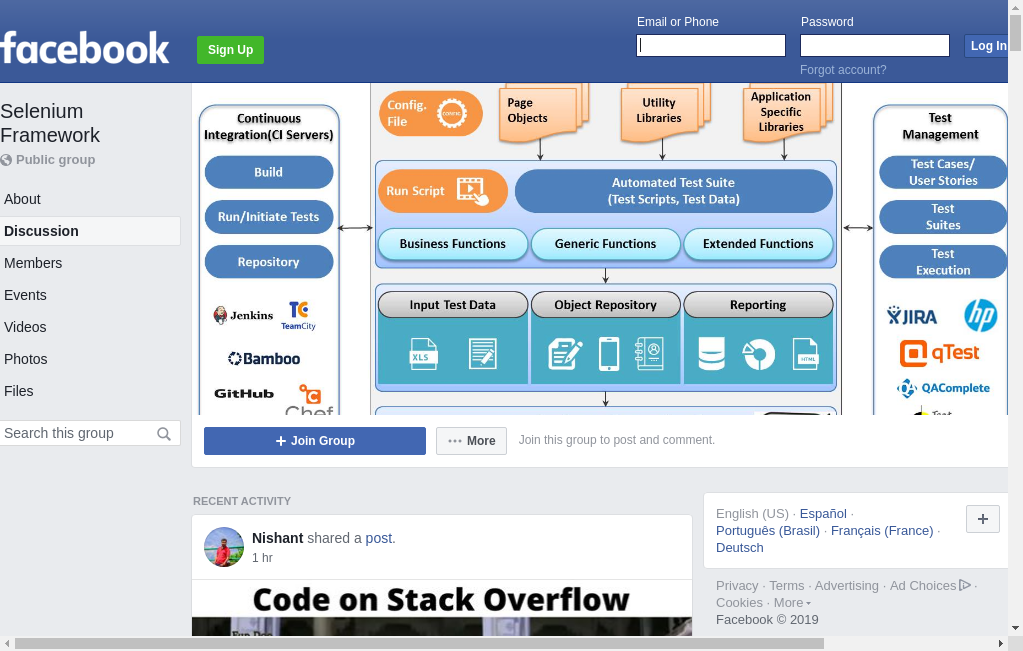 facebook
Sign Up
Email or Phone
Password
Log In
Forgot account?
Selenium
Framework
Public group
About
Discussion
Members
Events
Videos
Photos
Files
Search this group
Continuous
Integration(CI Servers)
Build
Run/Initiate Tests
Repository
Jenkins
TC
TeamCity
Bamboo
GitHub
Chef
Config.
File
CONFIG
Page
Objects
Utility
Libraries
Application
Specific
Libraries
Run Script
Automated Test Suite
(Test Scripts, Test Data)
Business Functions
Generic Functions
Extended Functions
Input Test Data
Object Repository
Reporting
XLS
HTML
Test
Management
Test Cases/
User Stories
Test
Suites
Test
Execution
JIRA
hp
qTest
QAComplete
Test
Join Group
More
Join this group to post and comment.
RECENT ACTIVITY
Nishant shared a post.
1 hr
Code on Stack Overflow
English (US) · Español ·
Português (Brasil) · Français (France) ·
Deutsch
Privacy · Terms · Advertising · Ad Choices ·
Cookies · More
Facebook © 2019